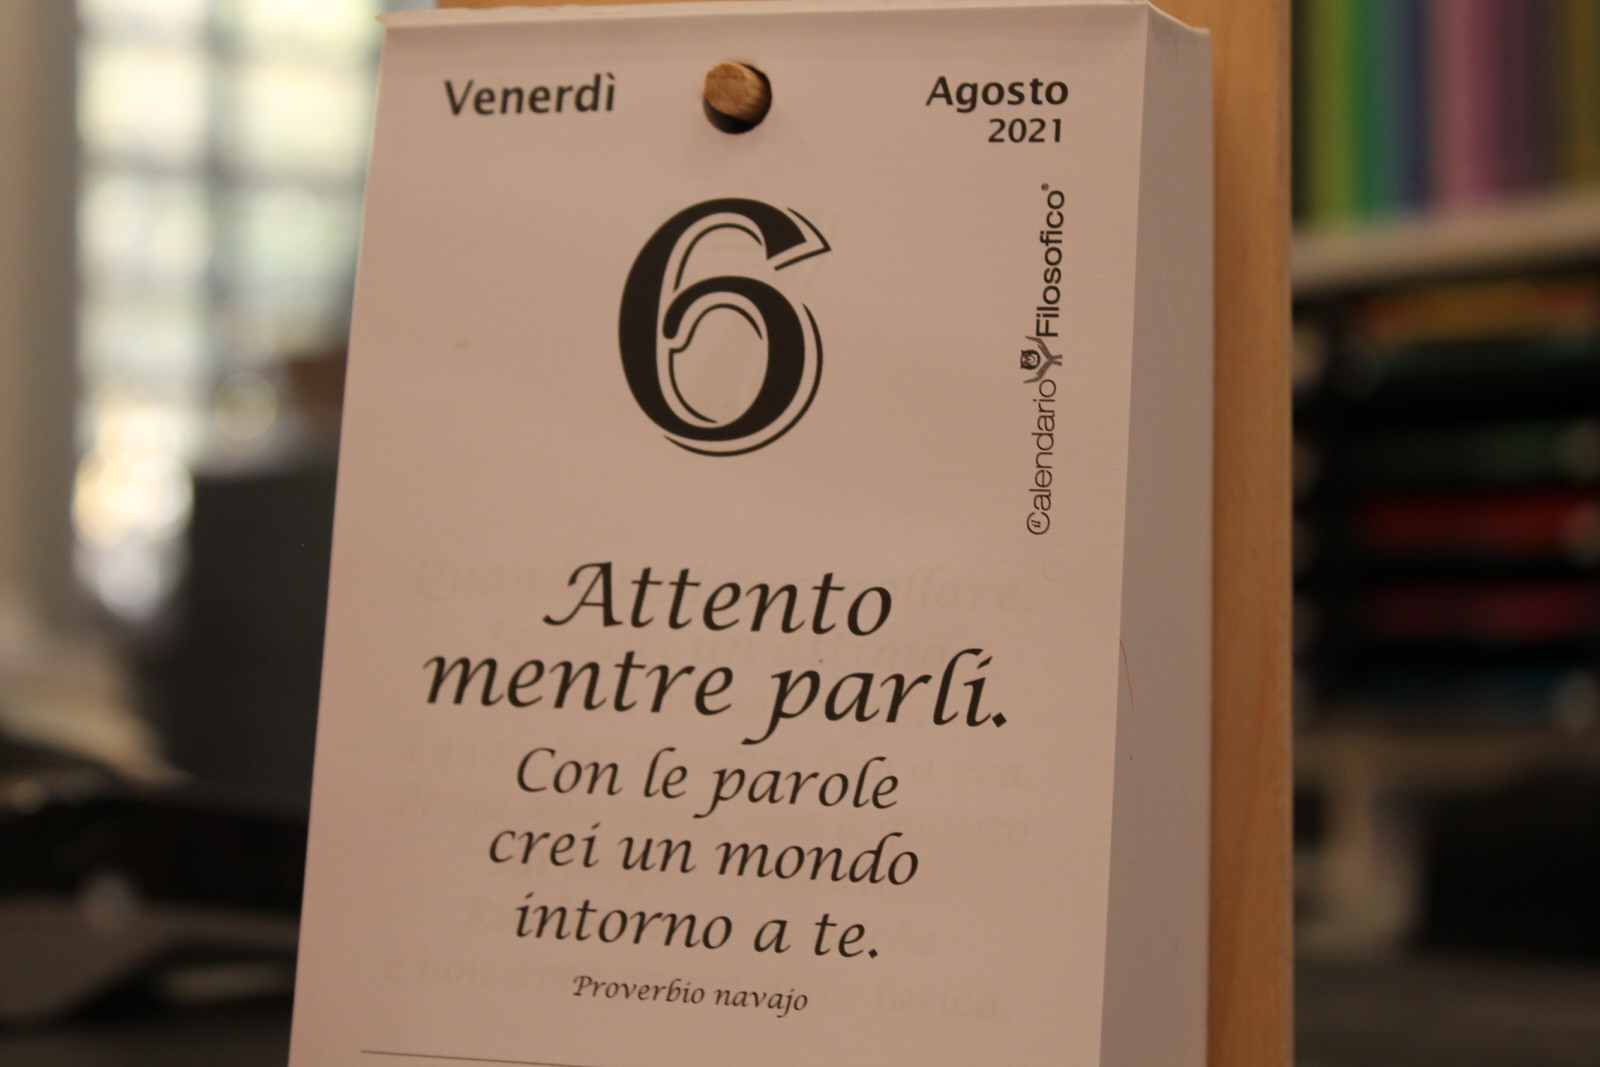 Venerdì
Agosto
2021
6
il Calendario Filosofico®
Attento
mentre parli.
Con le parole
crei un mondo
intorno a te.
Proverbio navajo